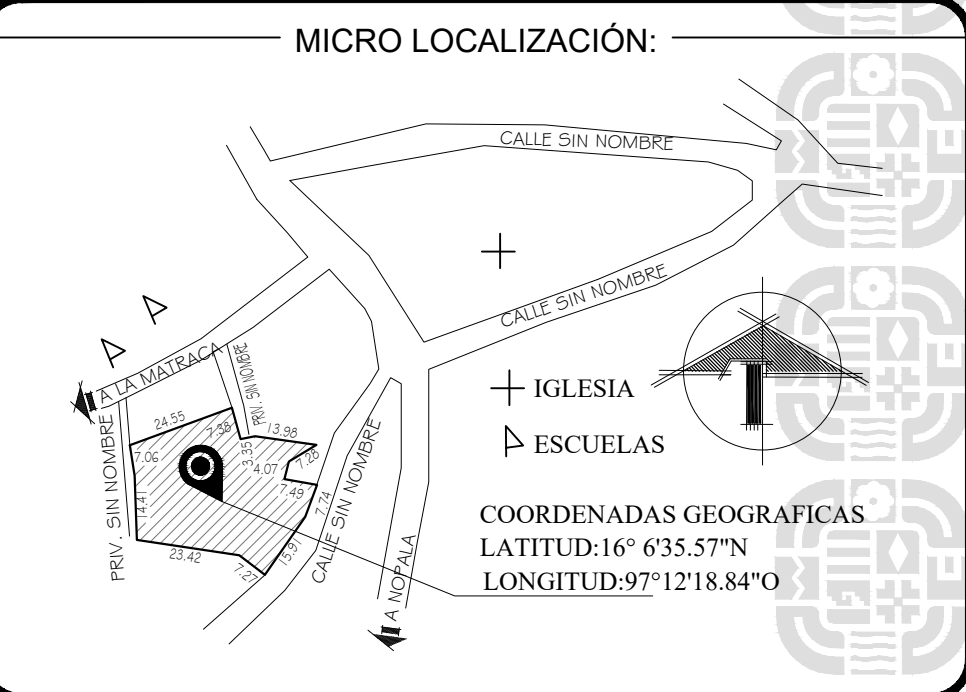 MICRO LOCALIZACIÓN:
CALLE SIN NOMBRE
CALLE SIN NOMBRE
A LA MATRACA
PRIV. SIN NOMBRE
IGLESIA
ESCUELAS
24.55
7.38
13.98
7.28
3.35
4.07
7.49
7.06
14.41
23.42
7.27
15.97
7.74
PRIV. SIN NOMBRE
CALLE SIN NOMBRE
A NOPALA
COORDENADAS GEOGRAFICAS
LATITUD:16° 6'35.57"N
LONGITUD:97°12'18.84"O